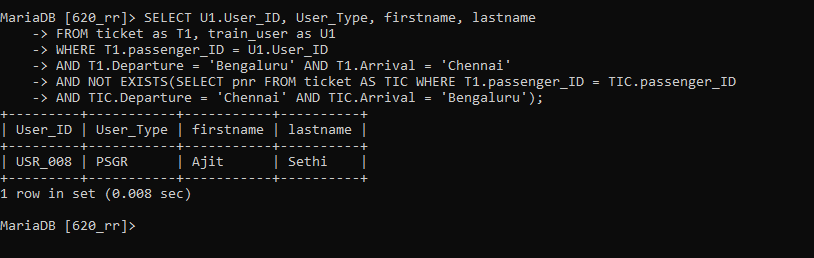 MariaDB [620_rr]> SELECT U1.User_ID, User_Type, firstname, lastname
    -> FROM ticket as T1, train_user as U1
    -> WHERE T1.passenger_ID = U1.User_ID
    -> AND T1.Departure = 'Bengaluru' AND T1.Arrival = 'Chennai'
    -> AND NOT EXISTS(SELECT pnr FROM ticket AS TIC WHERE T1.passenger_ID = TIC.passenger_ID
    -> AND TIC.Departure = 'Chennai' AND TIC.Arrival = 'Bengaluru');
+---------+-----------+-----------+----------+
| User_ID | User_Type | firstname | lastname |
+---------+-----------+-----------+----------+
| USR_008 | PSGR      | Ajit      | Sethi    |
+---------+-----------+-----------+----------+
1 row in set (0.008 sec)

MariaDB [620_rr]>